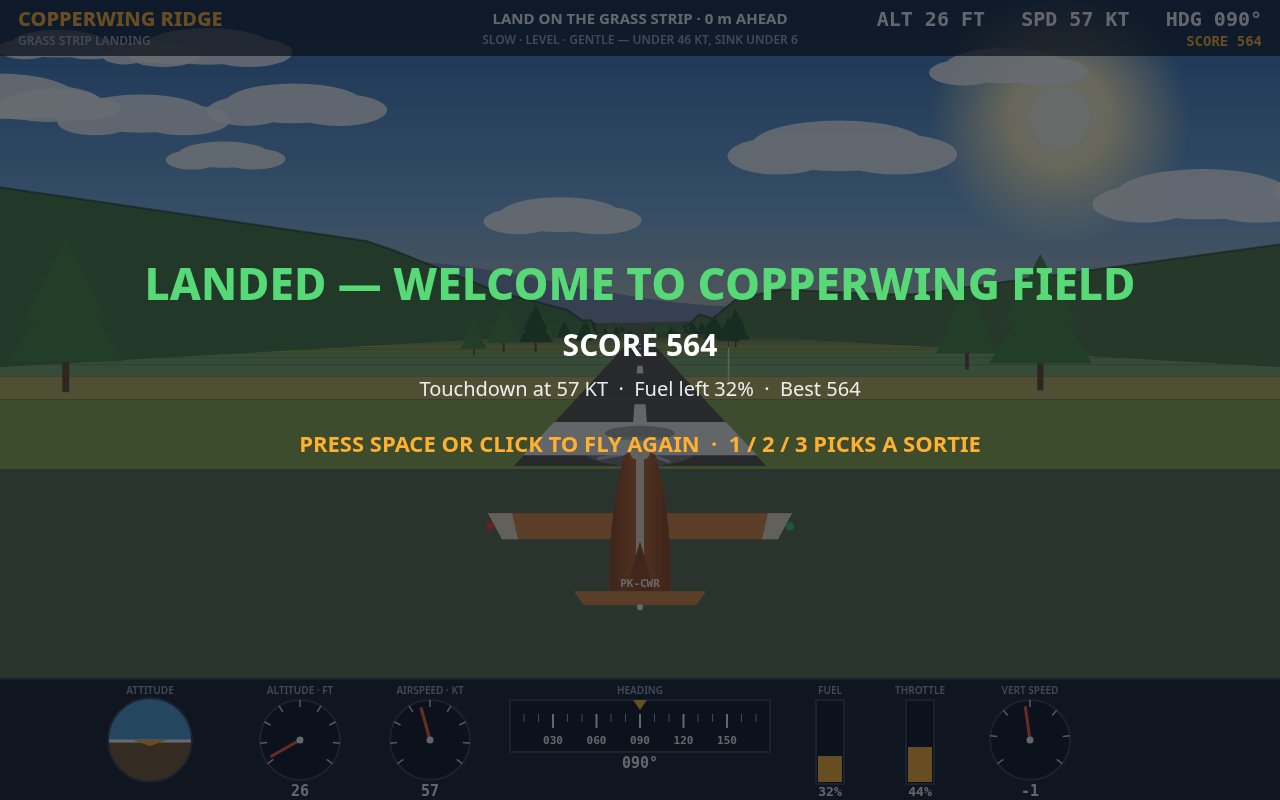 COPPERWING RIDGE
GRASS STRIP LANDING
LAND ON THE GRASS STRIP · 0 m AHEAD
SLOW · LEVEL · GENTLE — UNDER 46 KT, SINK UNDER 6
ALT 26 FT SPD 57 KT HDG 090°
SCORE 564
LANDED — WELCOME TO COPPERWING FIELD
SCORE 564
Touchdown at 57 KT · Fuel left 32% · Best 564
PRESS SPACE OR CLICK TO FLY AGAIN · 1 / 2 / 3 PICKS A SORTIE
PK-CWR
ATTITUDE ALTITUDE · FT AIRSPEED · KT HEADING FUEL THROTTLE VERT SPEED
030 060 090 120 150
090°
26 57 32% 44% -1